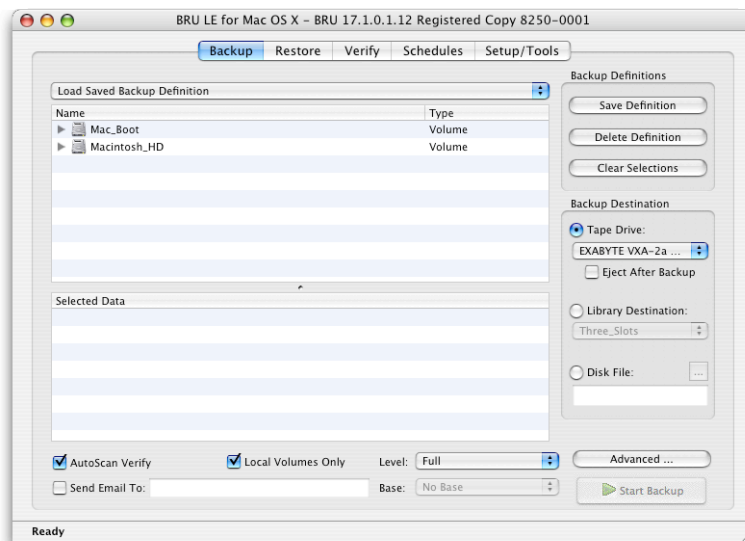 BRU LE for Mac OS X – BRU 17.1.0.1.12 Registered Copy 8250-0001
Backup Restore Verify Schedules Setup/Tools
Load Saved Backup Definition
Name Type
Mac_Boot Volume
Macintosh_HD Volume
Selected Data
Backup Definitions
Save Definition
Delete Definition
Clear Selections
Backup Destination
Tape Drive:
EXABYTE VXA-2a ...
Eject After Backup
Library Destination:
Three_Slots
Disk File: ...
AutoScan Verify Local Volumes Only Level: Full Advanced ...
Send Email To: Base: No Base Start Backup
Ready